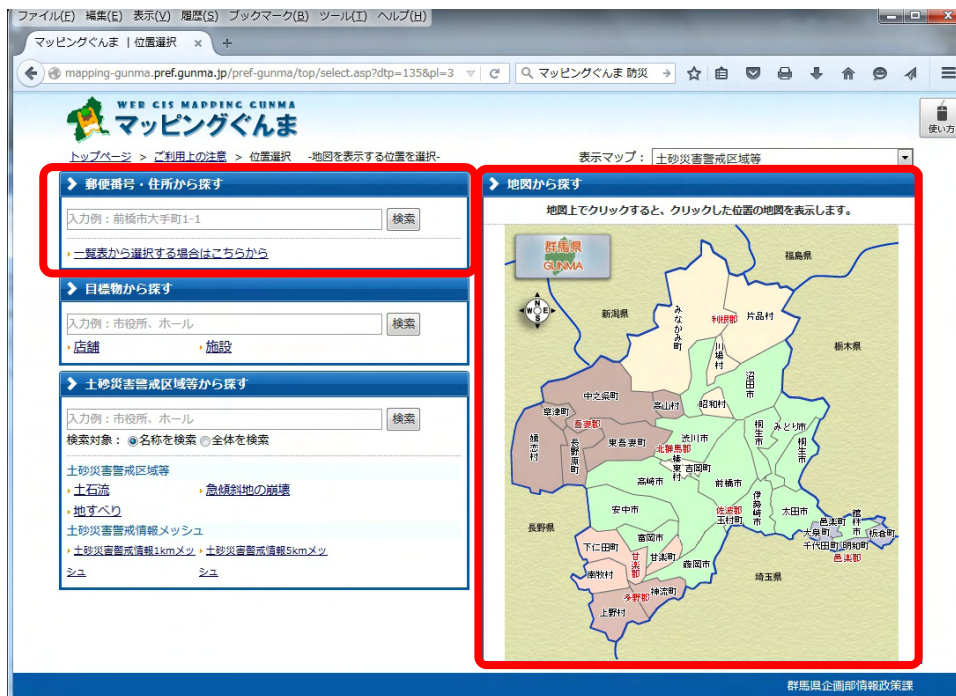 ファイル(F) 編集(E) 表示(V) 履歴(S) ブックマーク(B) ツール(T) ヘルプ(H)
マッピングぐんま | 位置選択 × +
mapping-gunma.pref.gunma.jp/pref-gunma/top/select.asp?dtp=135&pl=3
マッピングぐんま 防災
WEB GIS MAPPING GUNMA
マッピングぐんま
使い方
トップページ > ご利用上の注意 > 位置選択 -地図を表示する位置を選択-
表示マップ： 土砂災害警戒区域等
郵便番号・住所から探す
入力例：前橋市大手町1-1 検索
一覧表から選択する場合はこちらから
目標物から探す
入力例：市役所、ホール 検索
店舗 施設
土砂災害警戒区域等から探す
入力例：市役所、ホール 検索
検索対象： 名称を検索 全体を検索
土砂災害警戒区域等
土石流 急傾斜地の崩壊
地すべり
土砂災害警戒情報メッシュ
土砂災害警戒情報1kmメッシュ
土砂災害警戒情報5kmメッシュ
地図から探す
地図上でクリックすると、クリックした位置の地図を表示します。
群馬県
GUNMA
N
W E
S
福島県
新潟県
栃木県
長野県
埼玉県
みなかみ町
利根郡
片品村
川場村
沼田市
中之条町
高山村
昭和村
草津町
吾妻郡
嬬恋村
長野原町
東吾妻町
渋川市
北群馬郡
榛東村
吉岡町
桐生市
みどり市
桐生市
高崎市
前橋市
伊勢崎市
安中市
佐波郡
玉村町
太田市
邑楽町
館林市
大泉町
板倉町
千代田町
明和町
邑楽郡
富岡市
下仁田町
甘楽郡
甘楽町
藤岡市
南牧村
多野郡
神流町
上野村
群馬県企画部情報政策課